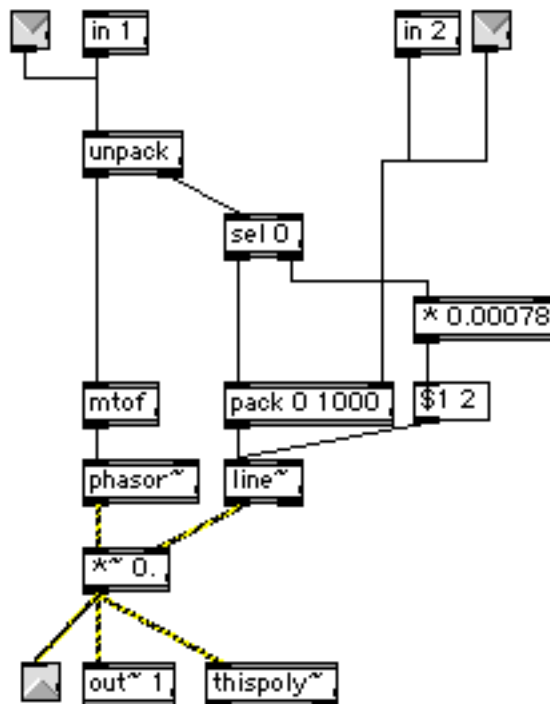 in 1
in 2
unpack
sel 0
* 0.00078
mtof
pack 0 1000
$1 2
phasor~
line~
*~ 0.
out~ 1
thispoly~